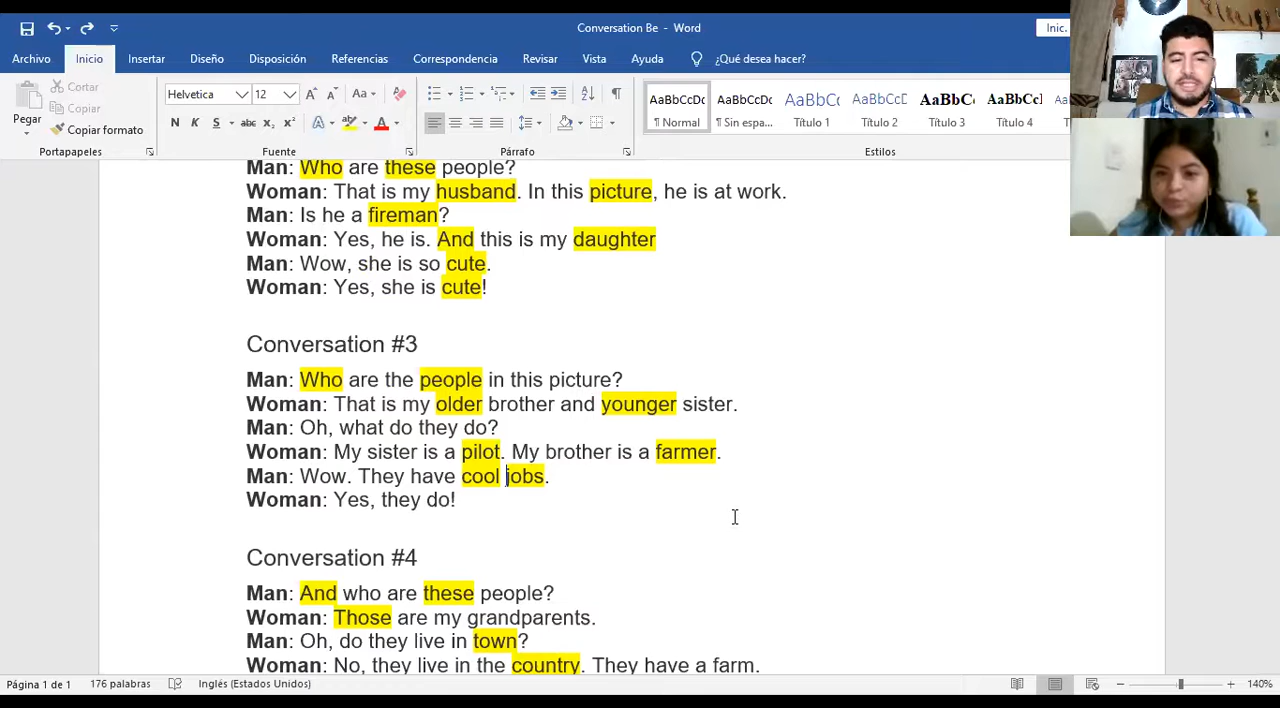 Conversation Be - Word
Inic.
Archivo Inicio Insertar Diseño Disposición Referencias Correspondencia Revisar Vista Ayuda ¿Qué desea hacer?
Pegar
Cortar
Copiar
Copiar formato
Portapapeles
Helvetica 12
Aa
N K S abc x₂ x²
Fuente
Párrafo
AaBbCcDc AaBbCcDc AaBbCc AaBbCcD AaBbC AaBbCcI
¶ Normal ¶ Sin espa... Título 1 Título 2 Título 3 Título 4
Estilos
Man: Who are these people?
Woman: That is my husband. In this picture, he is at work.
Man: Is he a fireman?
Woman: Yes, he is. And this is my daughter
Man: Wow, she is so cute.
Woman: Yes, she is cute!
Conversation #3
Man: Who are the people in this picture?
Woman: That is my older brother and younger sister.
Man: Oh, what do they do?
Woman: My sister is a pilot. My brother is a farmer.
Man: Wow. They have cool jobs.
Woman: Yes, they do!
Conversation #4
Man: And who are these people?
Woman: Those are my grandparents.
Man: Oh, do they live in town?
Woman: No, they live in the country. They have a farm.
Página 1 de 1 176 palabras Inglés (Estados Unidos) 140%